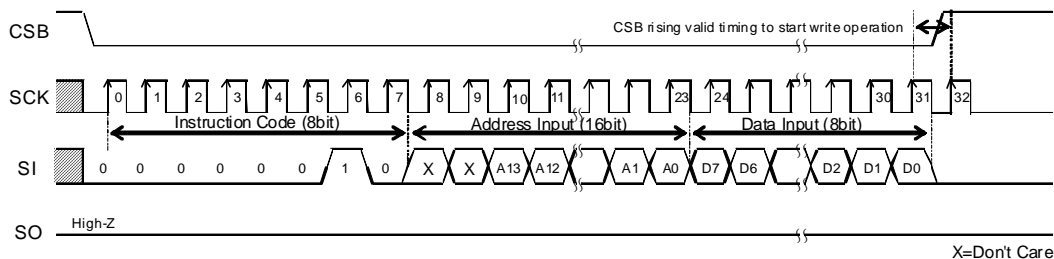 CSB
CSB rising valid timing to start write operation
SCK
0 1 2 3 4 5 6 7 8 9 10 11 23 24 30 31 32
Instruction Code (8bit) Address Input (16bit) Data Input (8bit)
SI
0 0 0 0 0 0 1 0 X X A13 A12 A1 A0 D7 D6 D2 D1 D0
High-Z
SO
X=Don't Care